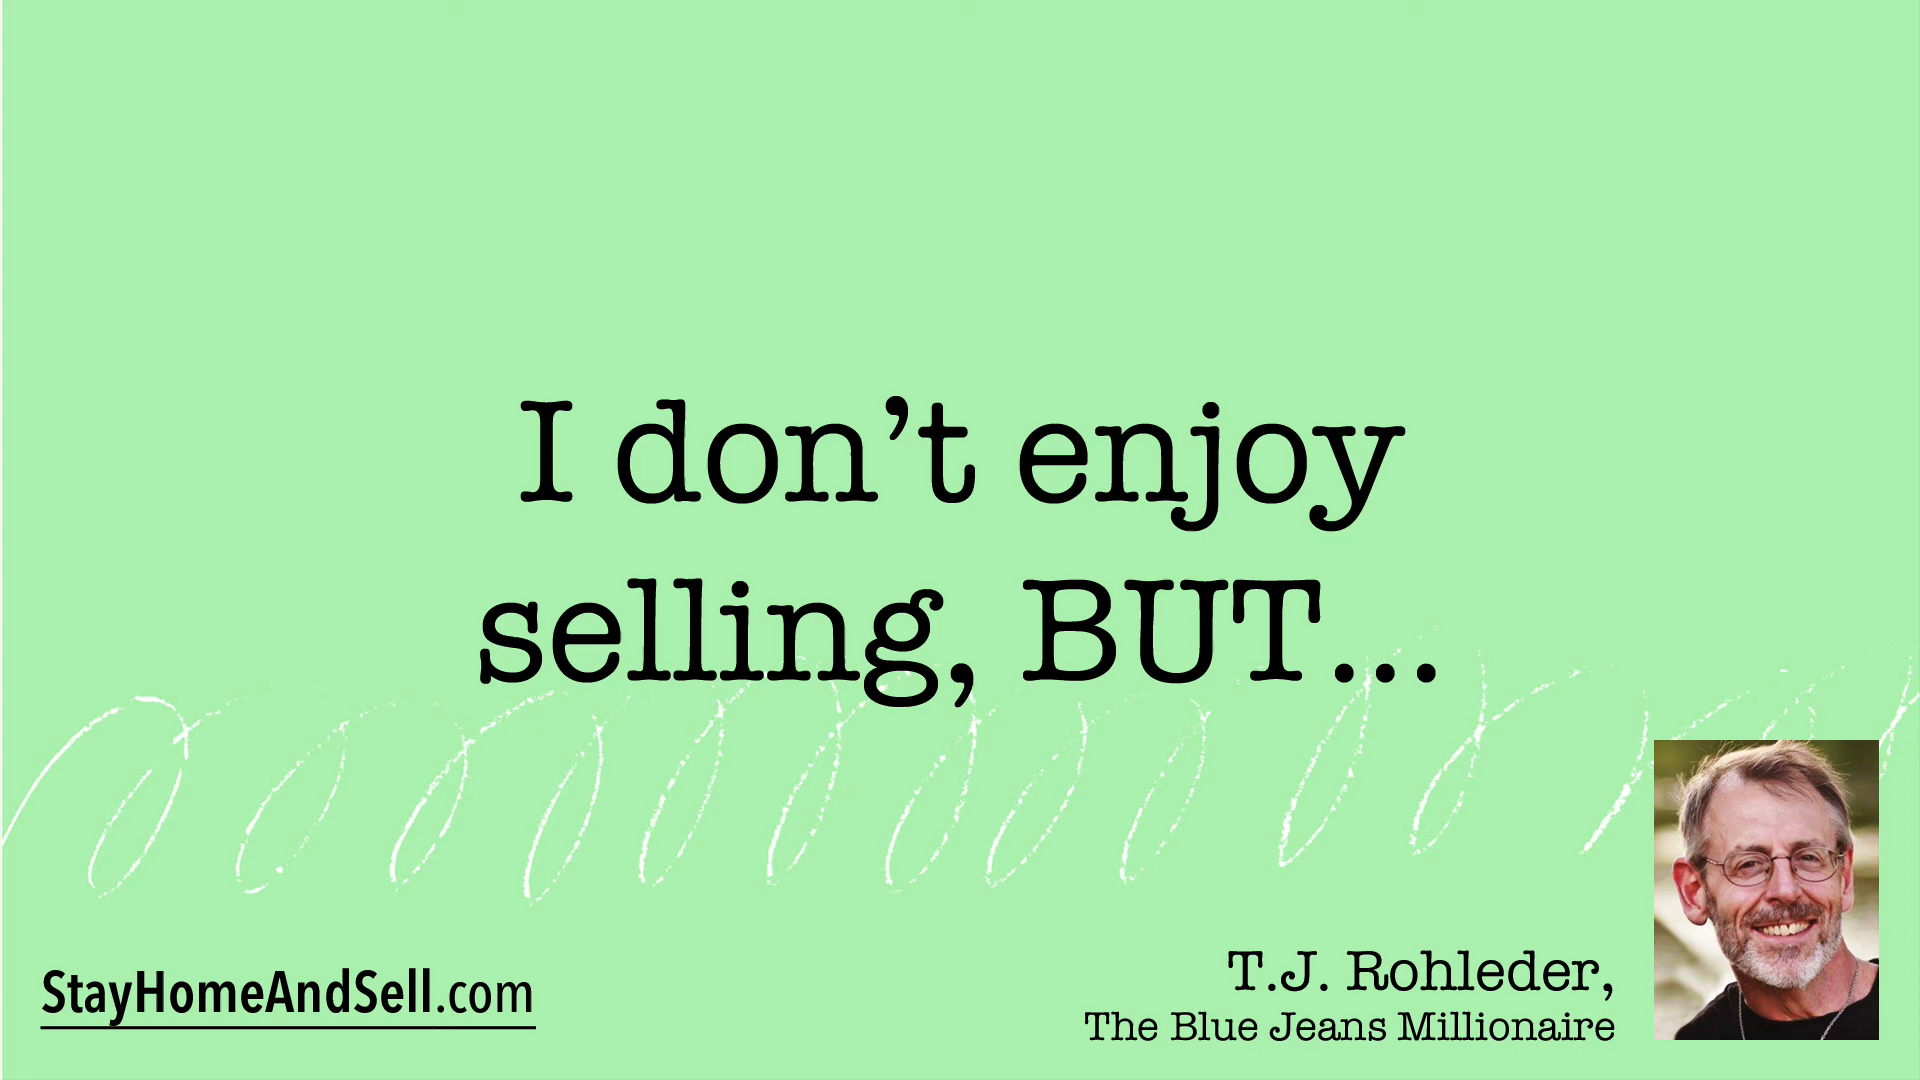 I don’t enjoy
selling, BUT...
StayHomeAndSell.com
T.J. Rohleder,
The Blue Jeans Millionaire